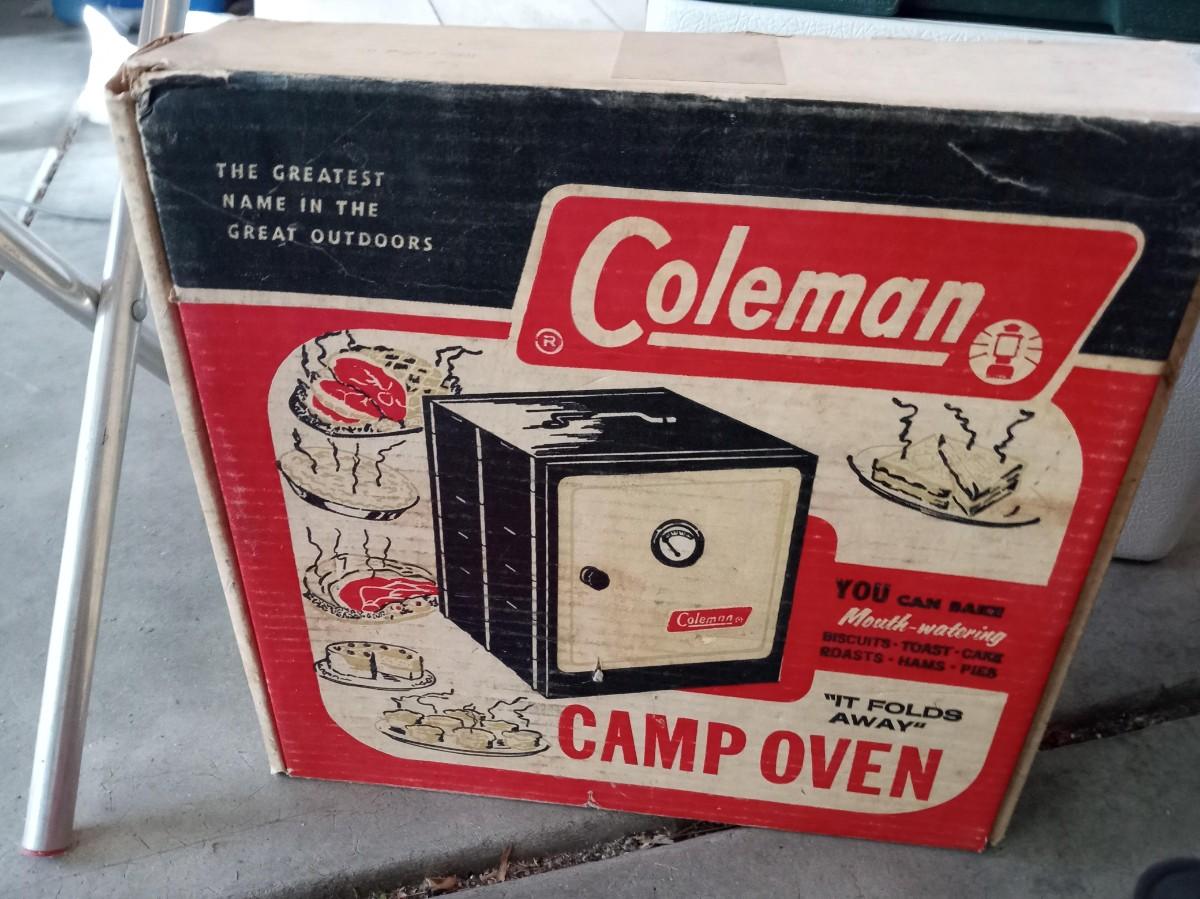 THE GREATEST
NAME IN THE
GREAT OUTDOORS
Coleman
®
Coleman ®
YOU CAN BAKE
Mouth-watering
BISCUITS · TOAST · CAKE
ROASTS · HAMS · PIES
"IT FOLDS
AWAY"
CAMP OVEN